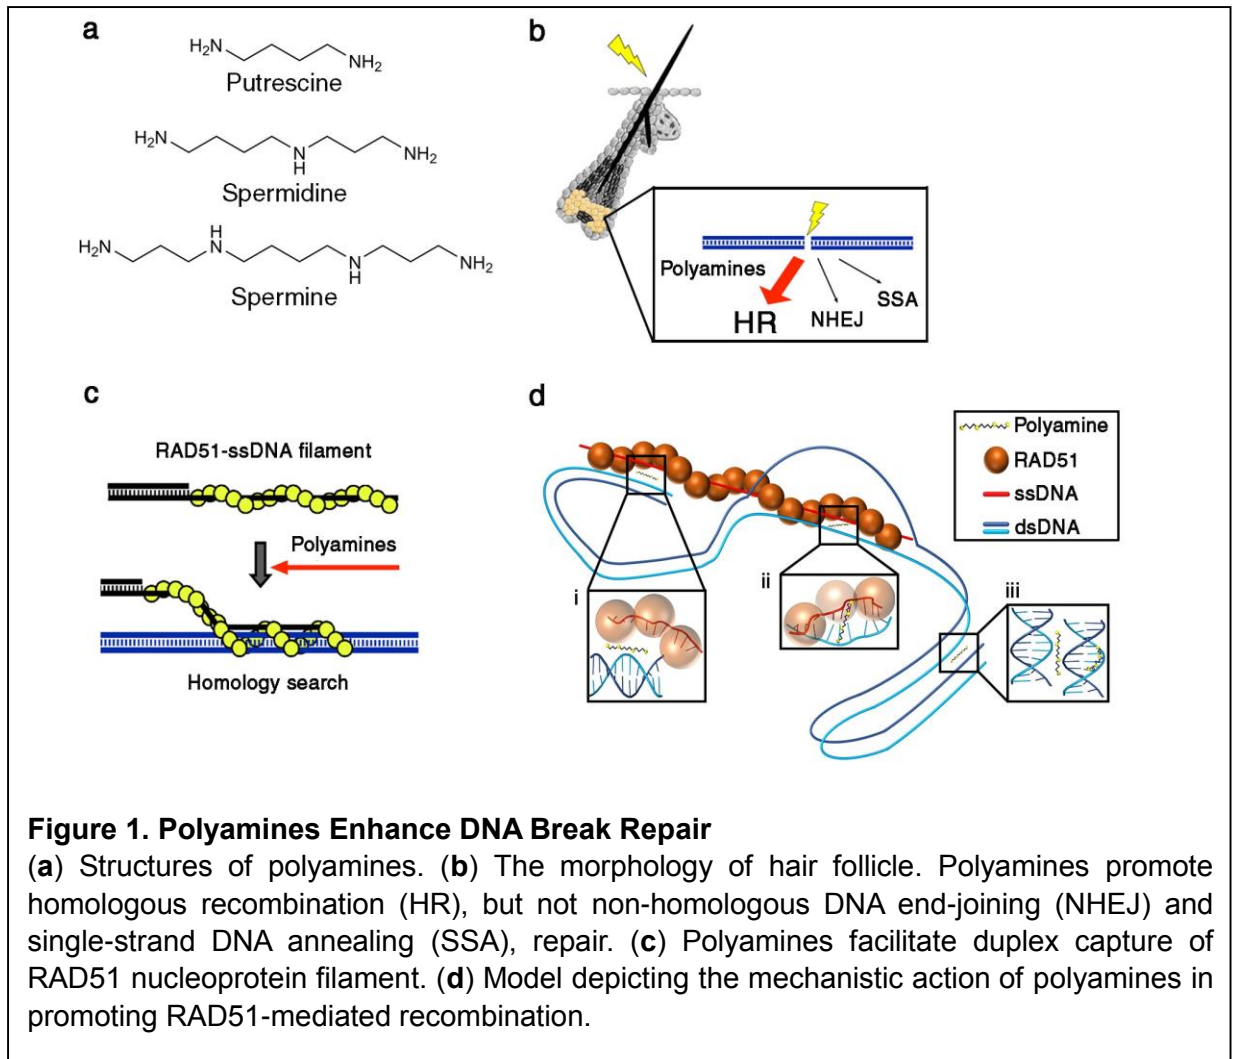 a
H₂N
NH₂
Putrescine
H₂N
N
H
NH₂
Spermidine
H₂N
H
N
N
H
NH₂
Spermine
b
Polyamines
HR
NHEJ
SSA
c
RAD51-ssDNA filament
Polyamines
Homology search
d
Polyamine
RAD51
ssDNA
dsDNA
i
ii
iii
Figure 1. Polyamines Enhance DNA Break Repair
(a) Structures of polyamines. (b) The morphology of hair follicle. Polyamines promote
homologous recombination (HR), but not non-homologous DNA end-joining (NHEJ) and
single-strand DNA annealing (SSA), repair. (c) Polyamines facilitate duplex capture of
RAD51 nucleoprotein filament. (d) Model depicting the mechanistic action of polyamines in
promoting RAD51-mediated recombination.